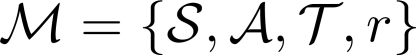 ℳ = {𝒮, 𝒜, 𝒯, r}